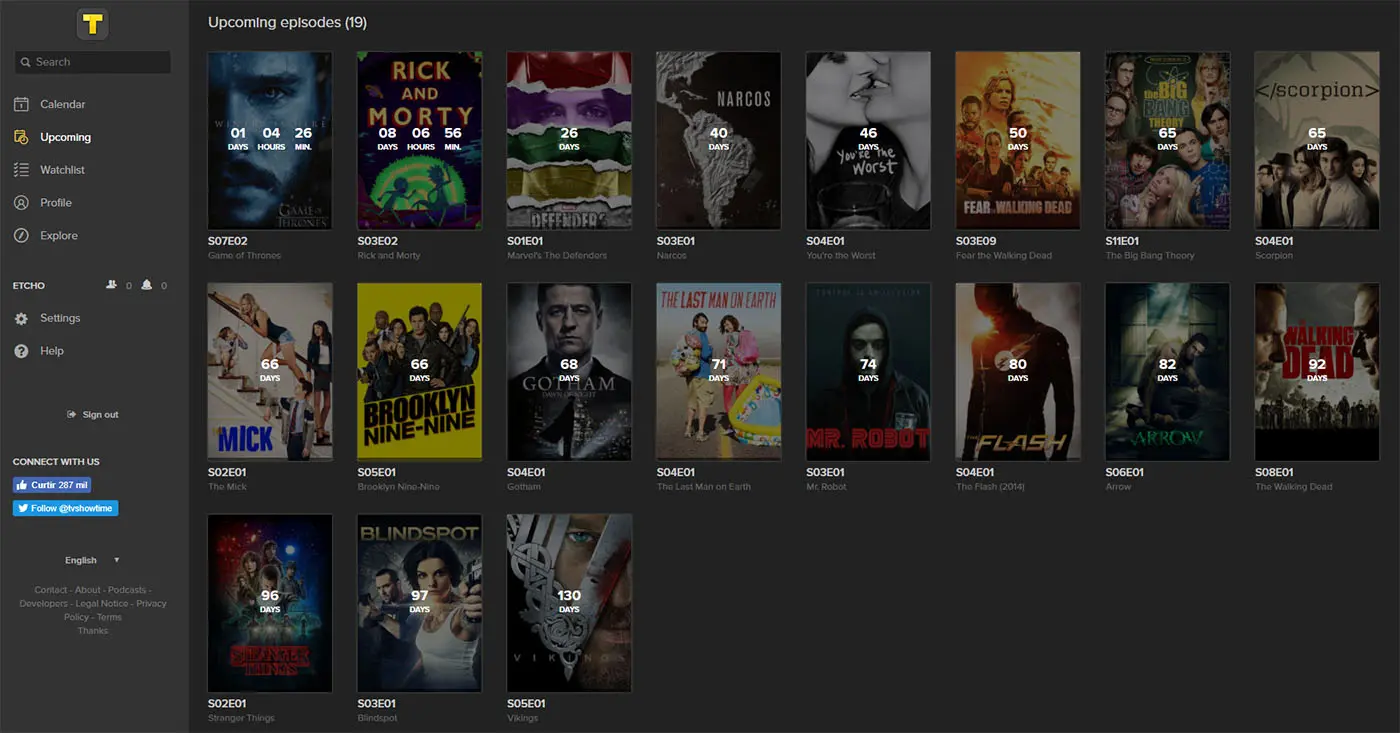 T
Search
Calendar
Upcoming
Watchlist
Profile
Explore
ETCHO 0 0
Settings
Help
Sign out
CONNECT WITH US
Curtir 287 mil
Follow @tvshowtime
English
Contact - About - Podcasts -
Developers - Legal Notice - Privacy
Policy - Terms
Thanks
Upcoming episodes (19)
01 04 26
DAYS HOURS MIN.
GAME OF
THRONES
S07E02
Game of Thrones
RICK
AND
MORTY
08 06 56
DAYS HOURS MIN.
S03E02
Rick and Morty
26
DAYS
DEFENDERS
S01E01
Marvel's The Defenders
NARCOS
40
DAYS
S03E01
Narcos
46
DAYS
You're the
Worst
S04E01
You're the Worst
50
DAYS
FEAR THE WALKING DEAD
S03E09
Fear the Walking Dead
the BIG
BANG
THEORY
65
DAYS
S11E01
The Big Bang Theory
</scorpion>
65
DAYS
S04E01
Scorpion
66
DAYS
THE
MICK
S02E01
The Mick
66
DAYS
BROOKLYN
NINE-NINE
S05E01
Brooklyn Nine-Nine
68
DAYS
GOTHAM
S04E01
Gotham
THE LAST MAN ON EARTH
71
DAYS
S04E01
The Last Man on Earth
CONTROL IS AN ILLUSION
74
DAYS
MR. ROBOT
S03E01
Mr. Robot
80
DAYS
THE FLASH
S04E01
The Flash (2014)
82
DAYS
ARROW
S06E01
Arrow
THE
WALKING
DEAD
92
DAYS
S08E01
The Walking Dead
96
DAYS
STRANGER
THINGS
S02E01
Stranger Things
BLINDSPOT
97
DAYS
S03E01
Blindspot
130
DAYS
VIKINGS
S05E01
Vikings